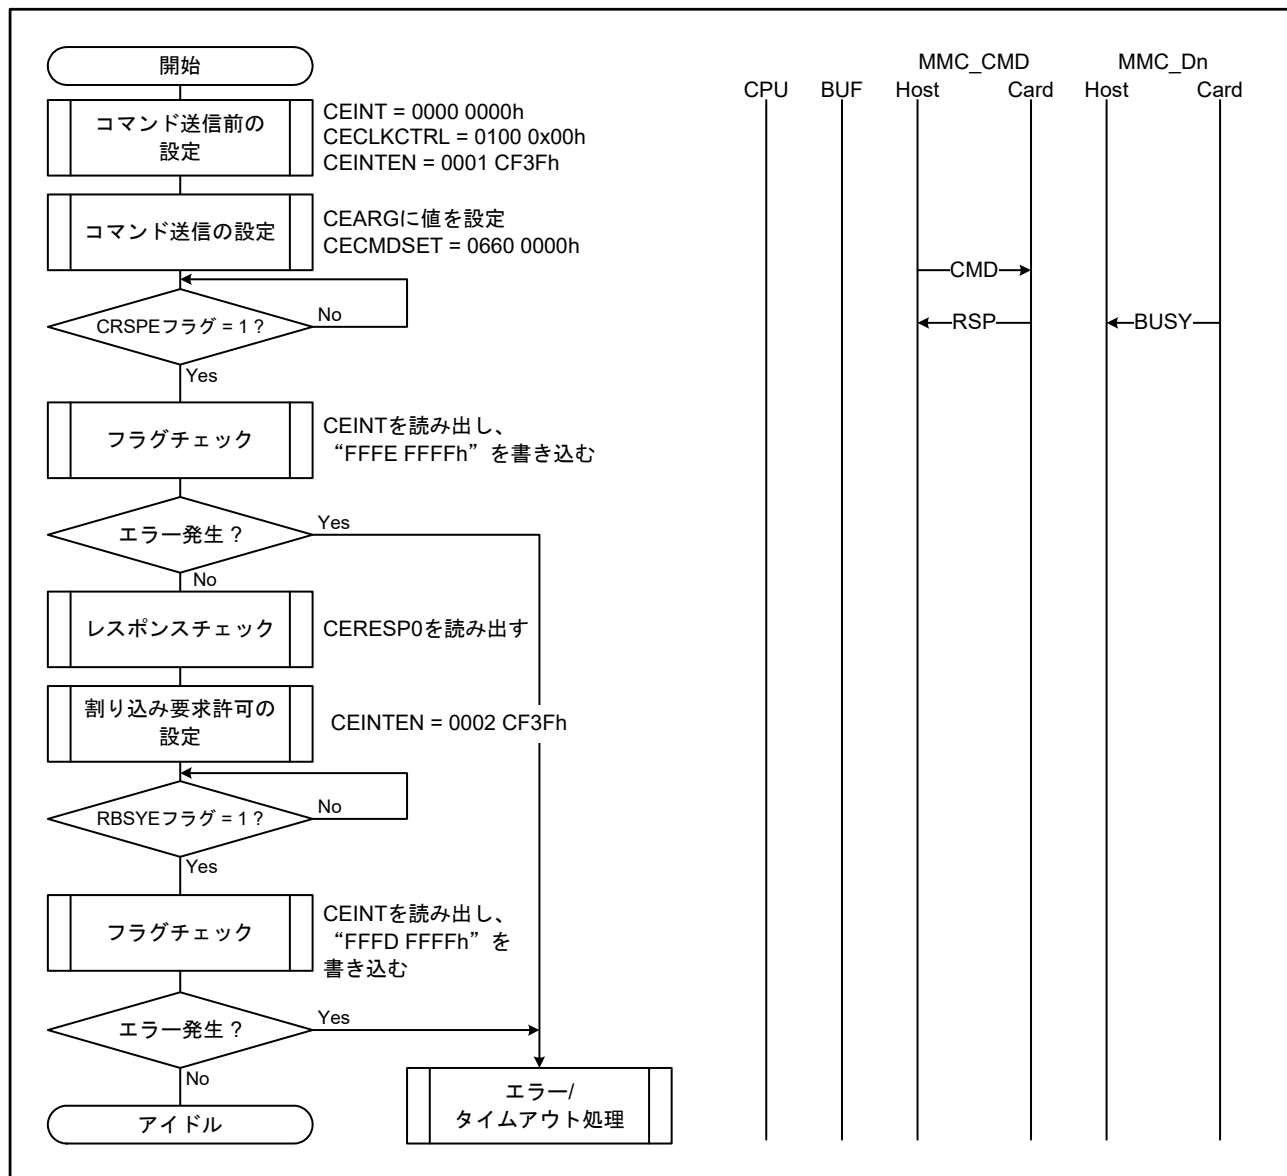 開始
コマンド送信前の
設定
CEINT = 0000 0000h
CECLKCTRL = 0100 0x00h
CEINTEN = 0001 CF3Fh
コマンド送信の設定
CEARGに値を設定
CECMDSET = 0660 0000h
CRSPEフラグ = 1 ?
No
Yes
フラグチェック
CEINTを読み出し、
“FFFE FFFFh”を書き込む
エラー発生 ?
Yes
No
レスポンスチェック
CERESP0を読み出す
割り込み要求許可の
設定
CEINTEN = 0002 CF3Fh
RBSYEフラグ = 1 ?
No
Yes
フラグチェック
CEINTを読み出し、
“FFFD FFFFh”を
書き込む
エラー発生 ?
Yes
No
アイドル
エラー/
タイムアウト処理
MMC_CMD MMC_Dn
CPU BUF Host Card Host Card
CMD
RSP BUSY